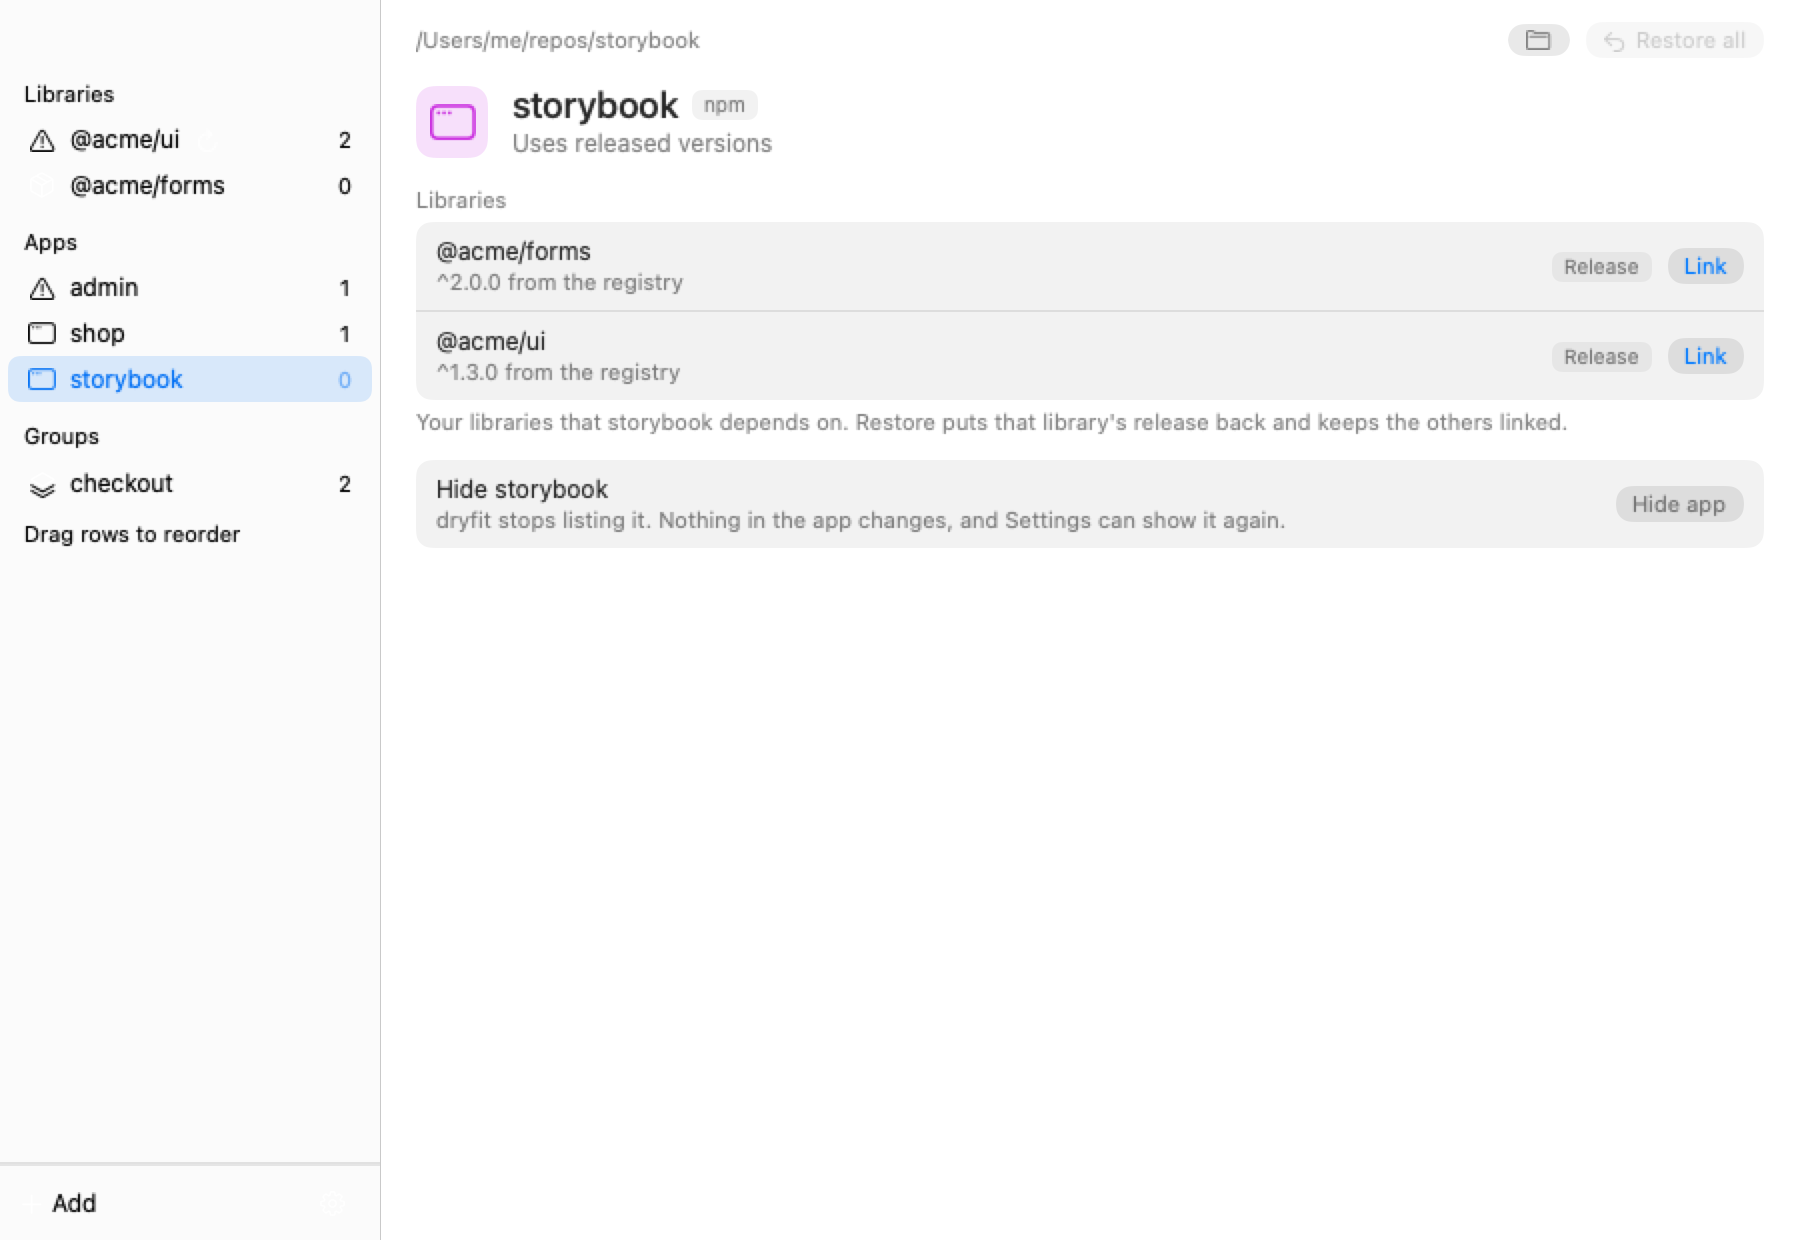 Libraries
@acme/ui 2
@acme/forms 0
Apps
admin 1
shop 1
storybook 0
Groups
checkout 2
Drag rows to reorder
Add
/Users/me/repos/storybook
Restore all
storybook npm
Uses released versions
Libraries
@acme/forms
^2.0.0 from the registry
Release Link
@acme/ui
^1.3.0 from the registry
Release Link
Your libraries that storybook depends on. Restore puts that library's release back and keeps the others linked.
Hide storybook
dryfit stops listing it. Nothing in the app changes, and Settings can show it again.
Hide app